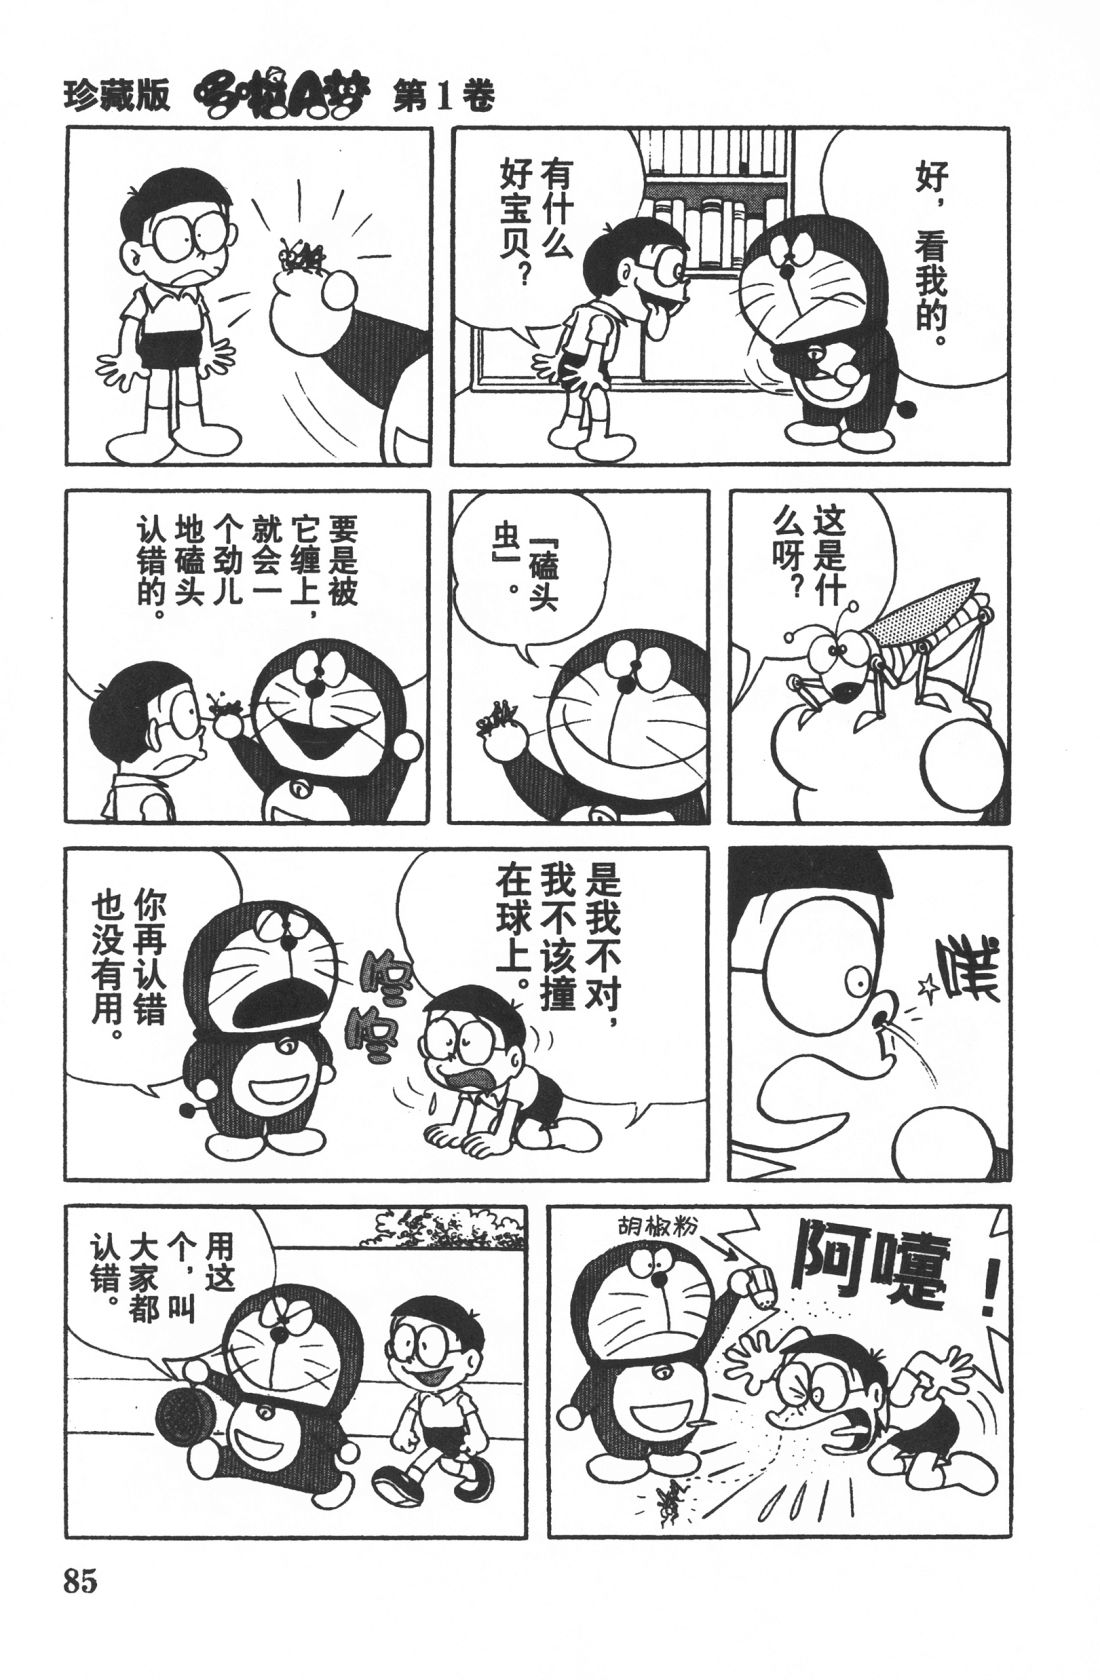 珍藏版 哆啦A梦 第1卷
好，看我的。
有什么
好宝贝？
这是什
么呀？
『磕头
虫』。
要是被
它缠上，
就会一
个劲儿
地磕头
认错的。
噗
是我不对，
我不该撞
在球上。
咯咯
咯咯
你再认错
也没有用。
胡椒粉
阿嚏！
用这
个，叫
大家都
认错。
85